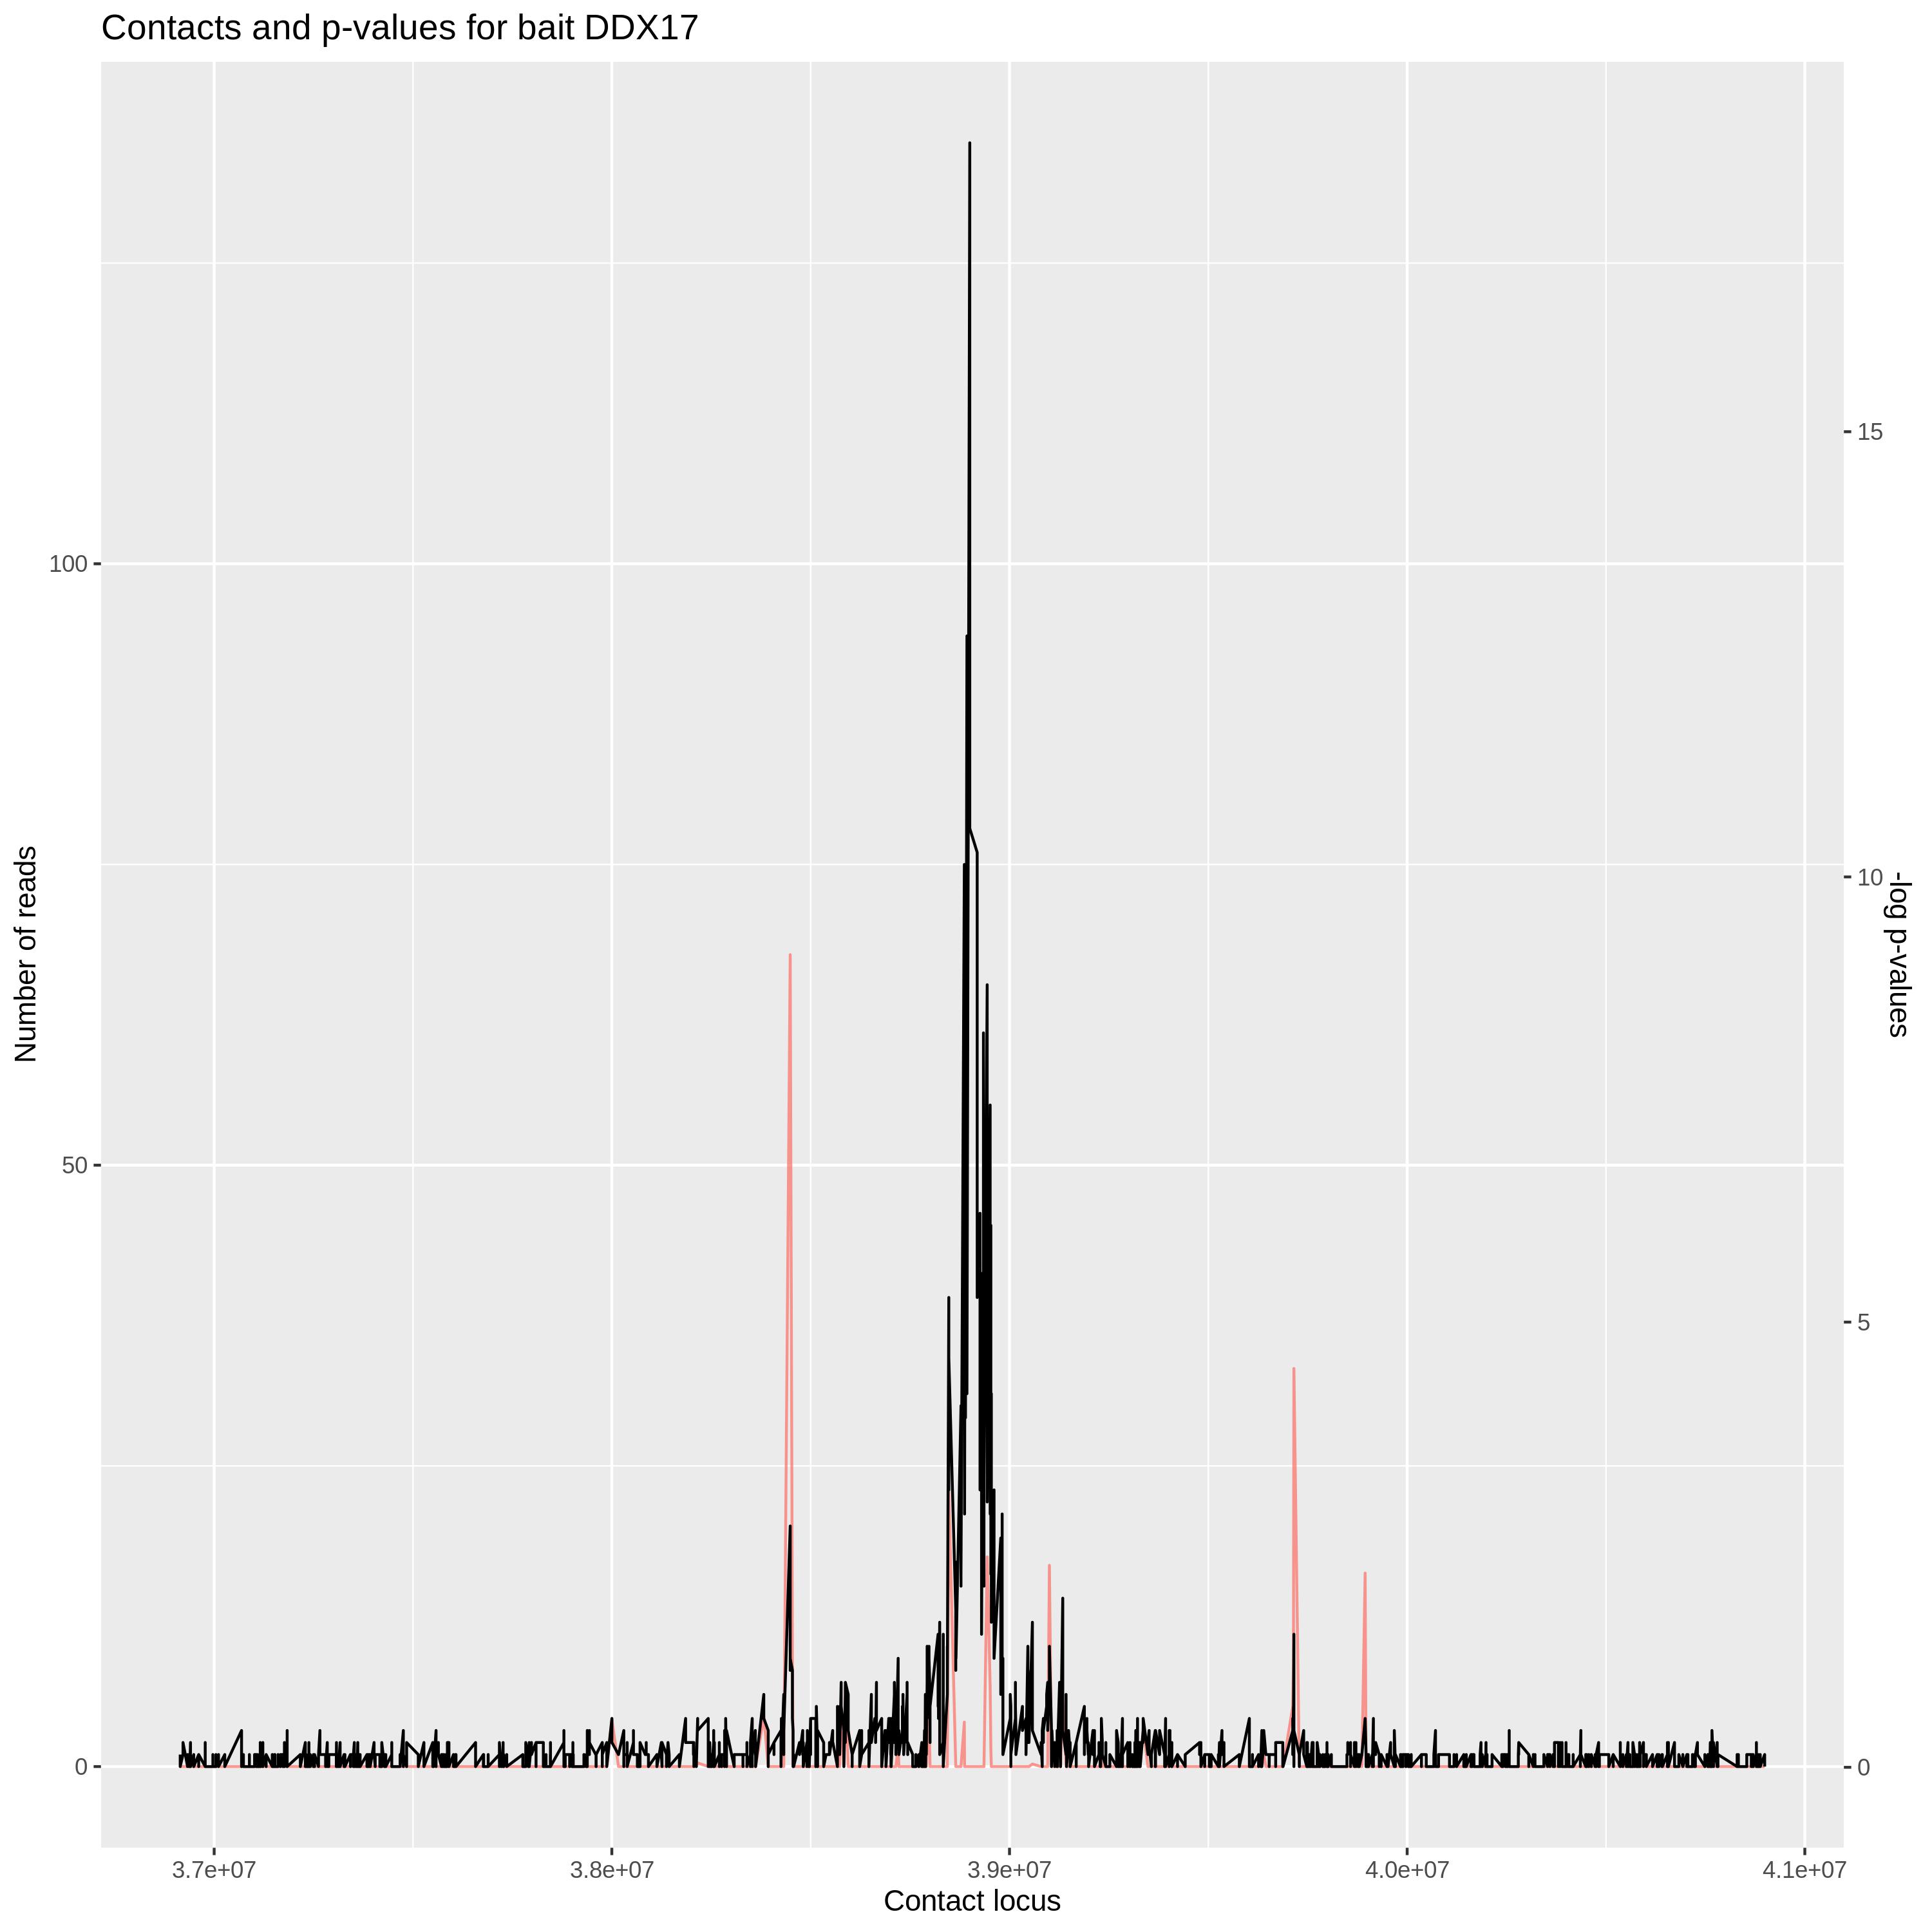 Contacts and p-values for bait DDX17
Number of reads
100
50
0
15
10
5
0
-log p-values
3.7e+07 3.8e+07 3.9e+07 4.0e+07 4.1e+07
Contact locus